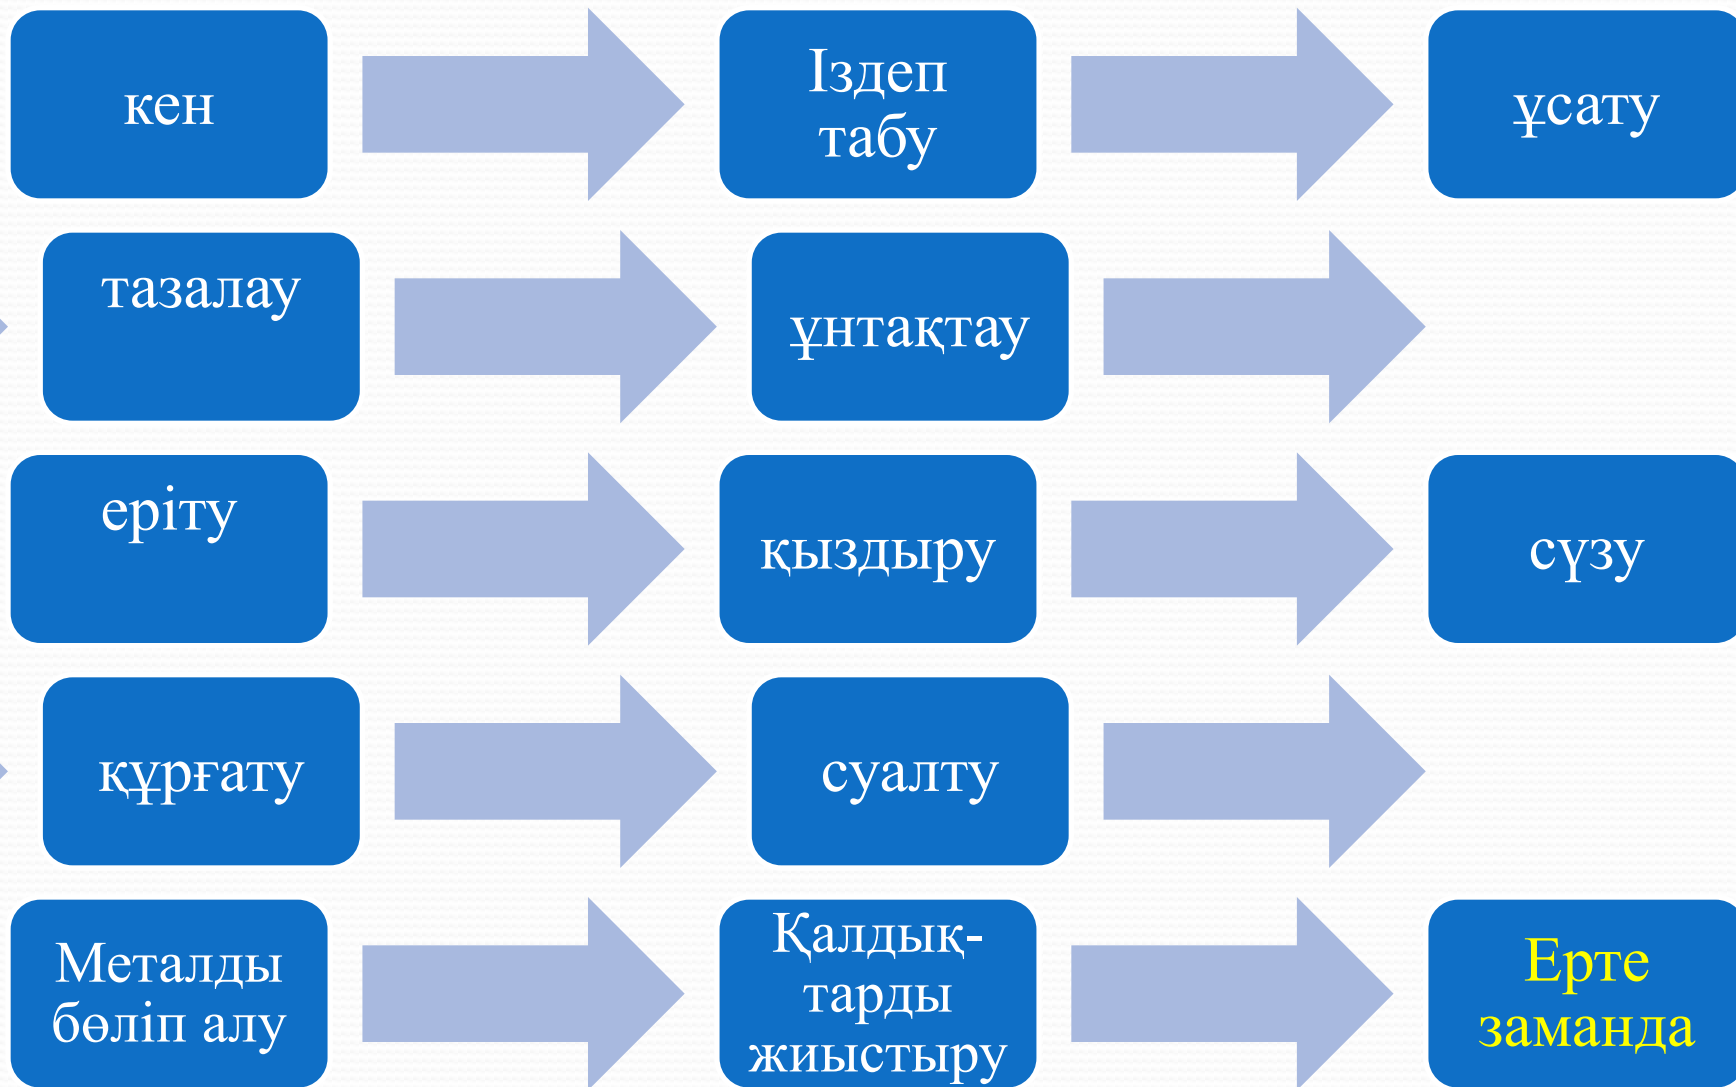 кен
Іздеп
табу
ұсату
тазалау
ұнтақтау
еріту
қыздыру
сүзу
құрғату
суалту
Металды
бөліп алу
Қалдық-
тарды
жиыстыру
Ерте
заманда